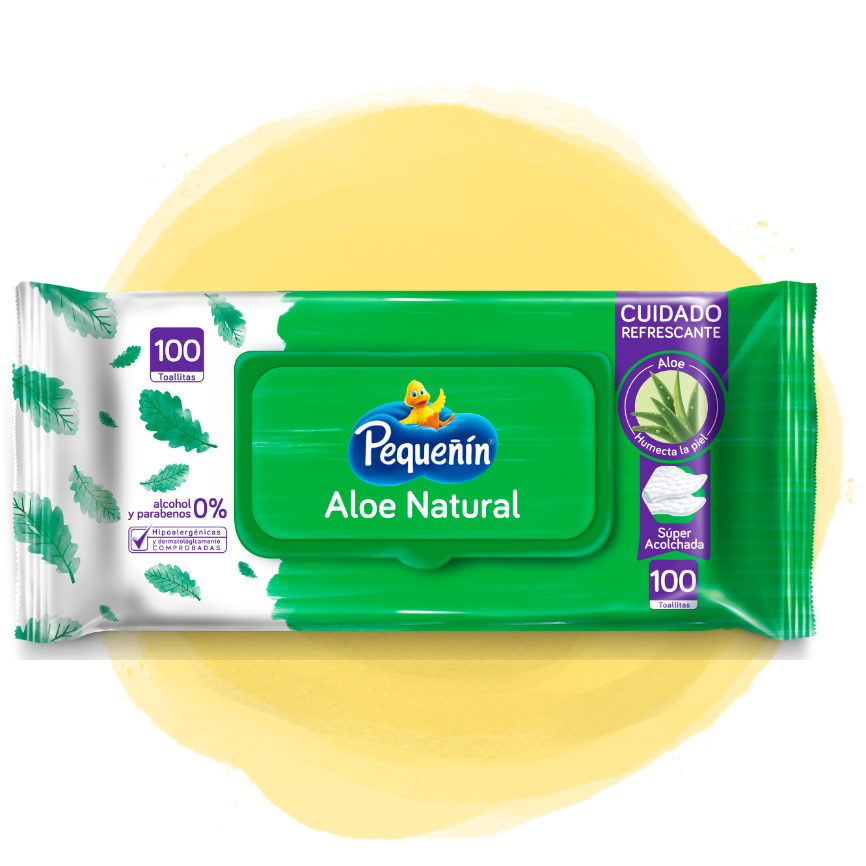 100
Toallitas
alcohol
y parabenos 0%
Hipoalergénicas
y dermatológicamente
COMPROBADAS
Pequeñín®
Aloe Natural
CUIDADO
REFRESCANTE
Aloe
Humecta la piel
Súper
Acolchada
100
Toallitas